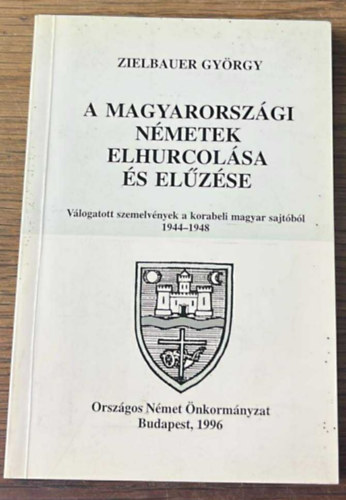 ZIELBAUER GYÖRGY
A MAGYARORSZÁGI
NÉMETEK
ELHURCOLÁSA
ÉS ELŰZÉSE
Válogatott szemelvények a korabeli magyar sajtóból
1944–1948
Országos Német Önkormányzat
Budapest, 1996